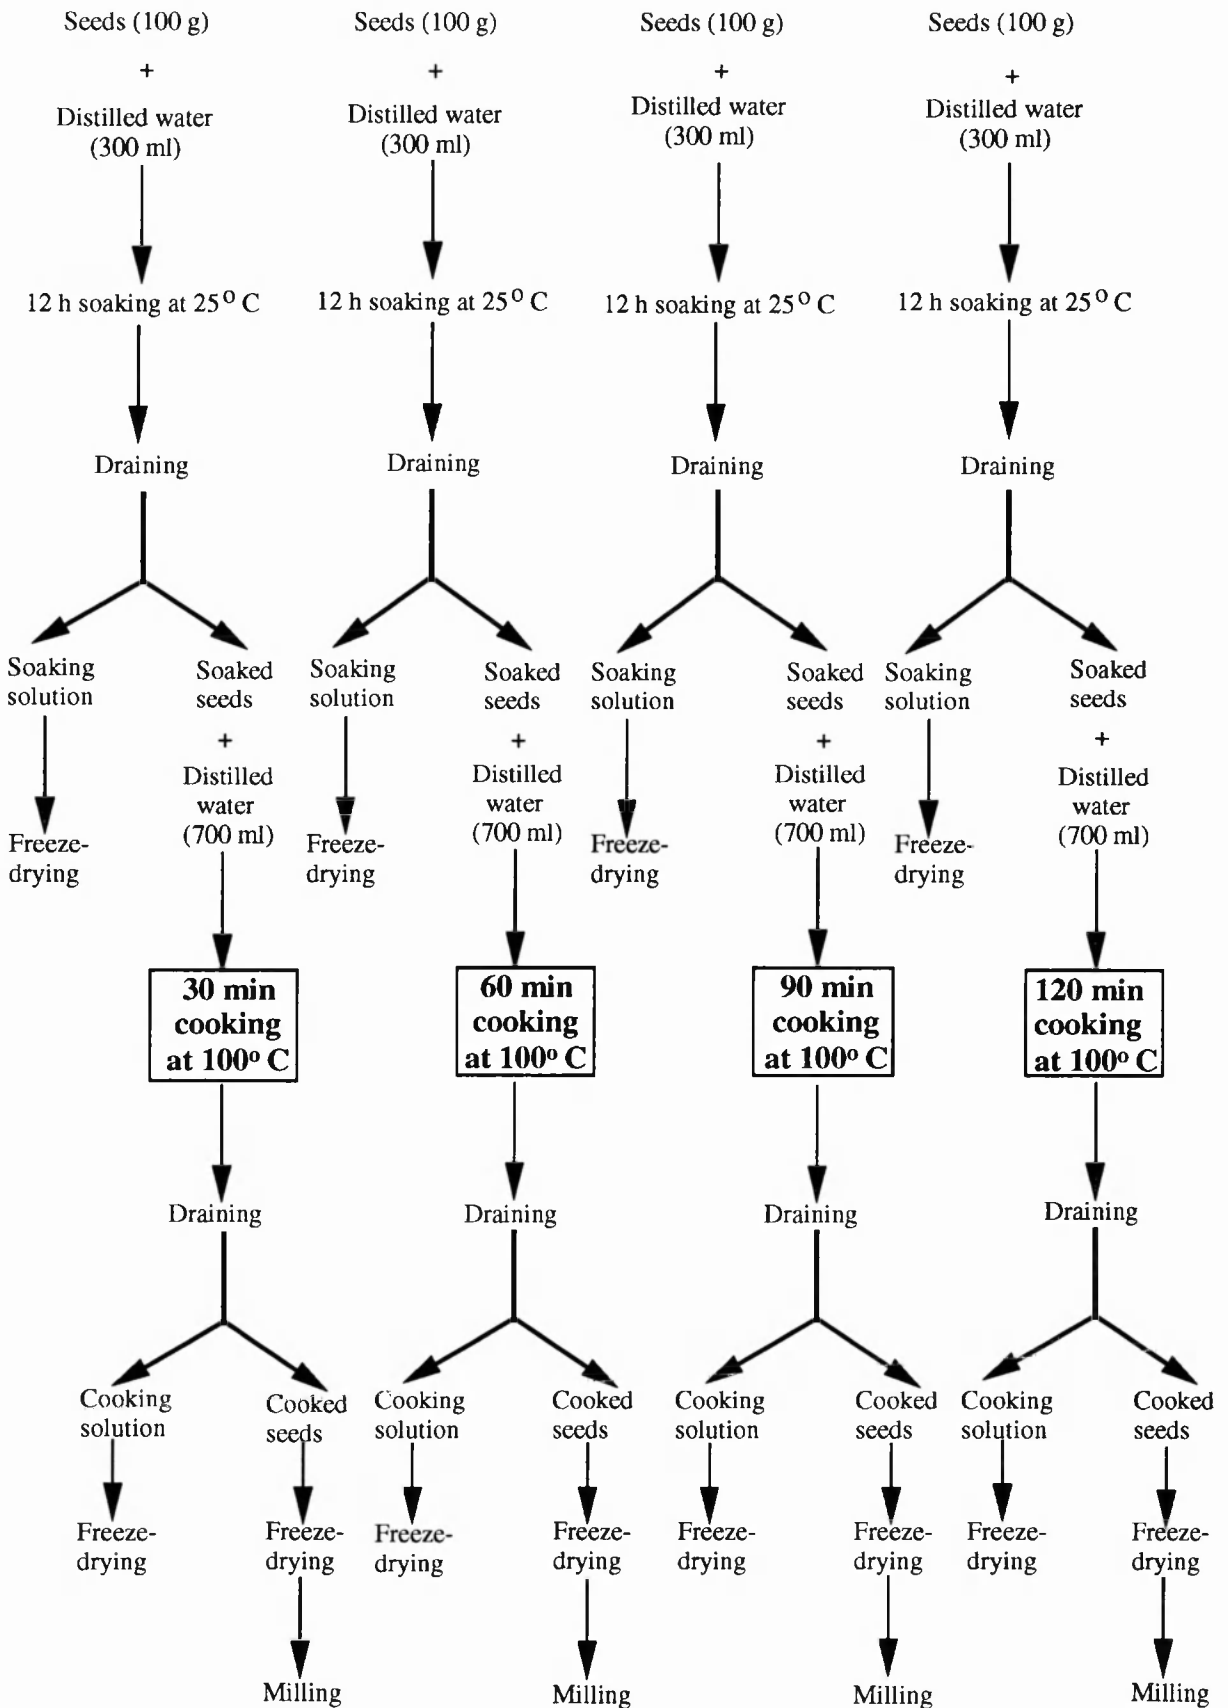 Seeds (100 g)
+
Distilled water
(300 ml)
12 h soaking at 25° C
Draining
Soaking
solution
Freeze-
drying
Soaked
seeds
+
Distilled
water
(700 ml)
30 min
cooking
at 100° C
Draining
Cooking
solution
Freeze-
drying
Cooked
seeds
Freeze-
drying
Milling
Seeds (100 g)
+
Distilled water
(300 ml)
12 h soaking at 25° C
Draining
Soaking
solution
Freeze-
drying
Soaked
seeds
+
Distilled
water
(700 ml)
60 min
cooking
at 100° C
Draining
Cooking
solution
Freeze-
drying
Cooked
seeds
Freeze-
drying
Milling
Seeds (100 g)
+
Distilled water
(300 ml)
12 h soaking at 25° C
Draining
Soaking
solution
Freeze-
drying
Soaked
seeds
+
Distilled
water
(700 ml)
90 min
cooking
at 100° C
Draining
Cooking
solution
Freeze-
drying
Cooked
seeds
Freeze-
drying
Milling
Seeds (100 g)
+
Distilled water
(300 ml)
12 h soaking at 25° C
Draining
Soaking
solution
Freeze-
drying
Soaked
seeds
+
Distilled
water
(700 ml)
120 min
cooking
at 100° C
Draining
Cooking
solution
Freeze-
drying
Cooked
seeds
Freeze-
drying
Milling